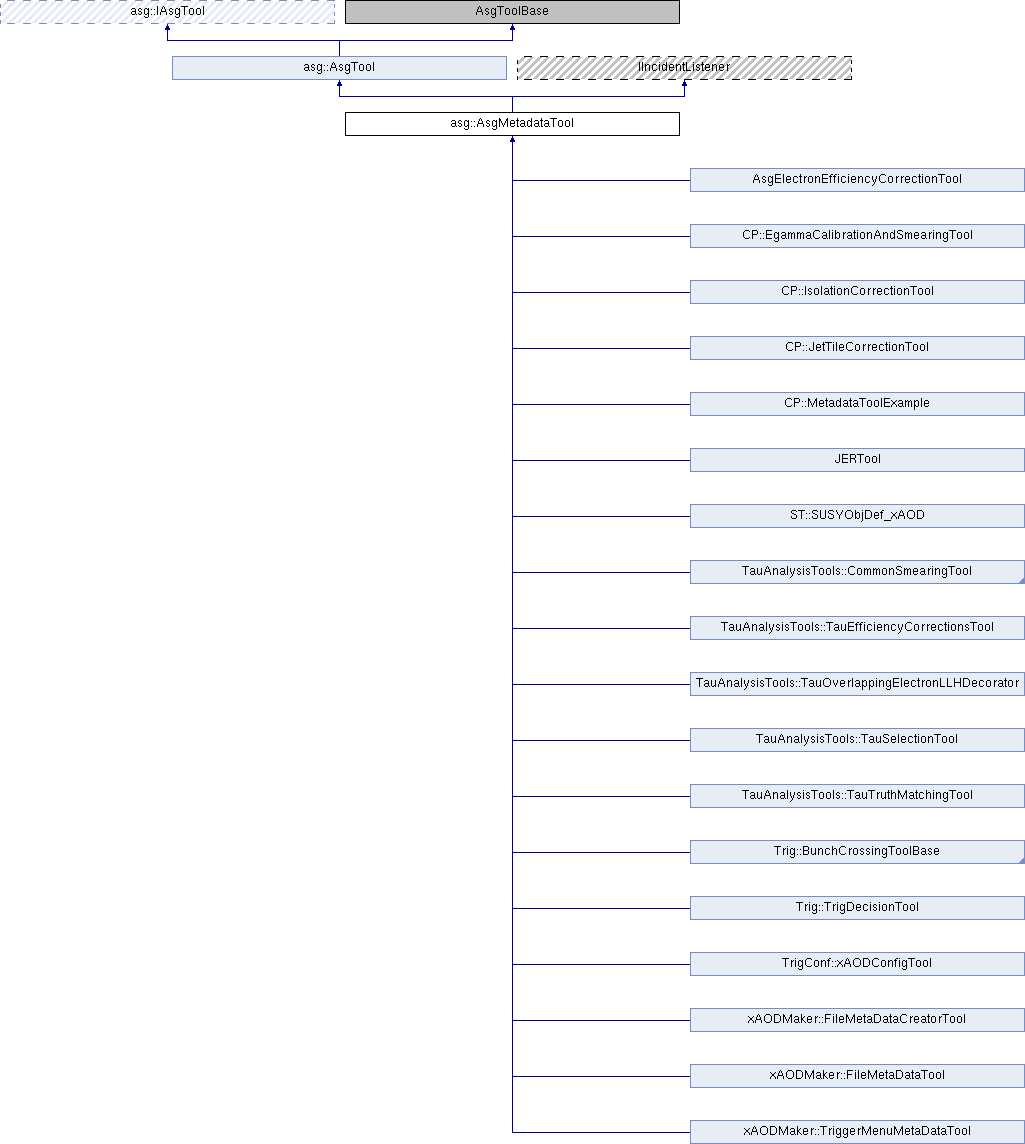 asg::IAsgTool
AsgToolBase
asg::AsgTool
IIncidentListener
asg::AsgMetadataTool
AsgElectronEfficiencyCorrectionTool
CP::EgammaCalibrationAndSmearingTool
CP::IsolationCorrectionTool
CP::JetTileCorrectionTool
CP::MetadataToolExample
JERTool
ST::SUSYObjDef_xAOD
TauAnalysisTools::CommonSmearingTool
TauAnalysisTools::TauEfficiencyCorrectionsTool
TauAnalysisTools::TauOverlappingElectronLLHDecorator
TauAnalysisTools::TauSelectionTool
TauAnalysisTools::TauTruthMatchingTool
Trig::BunchCrossingToolBase
Trig::TrigDecisionTool
TrigConf::xAODConfigTool
xAODMaker::FileMetaDataCreatorTool
xAODMaker::FileMetaDataTool
xAODMaker::TriggerMenuMetaDataTool